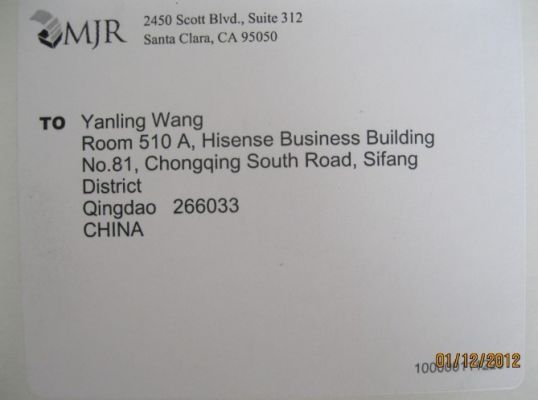 MJR
2450 Scott Blvd., Suite 312
Santa Clara, CA 95050
TO Yanling Wang
Room 510 A, Hisense Business Building
No.81, Chongqing South Road, Sifang
District
Qingdao 266033
CHINA
01/12/2012